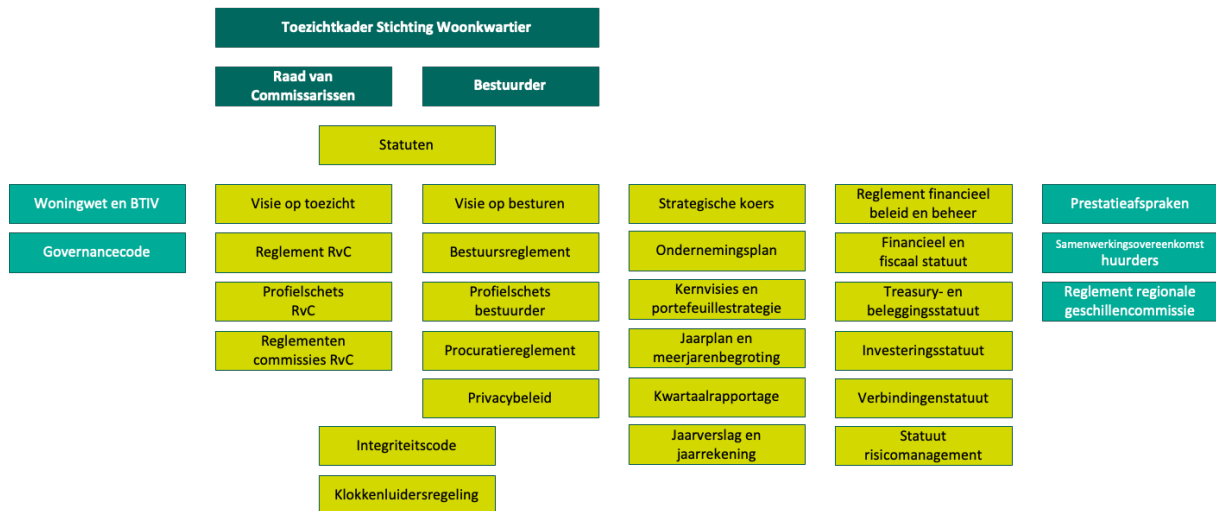 Toezichtkader Stichting Woonkwartier
Raad van
Commissarissen
Bestuurder
Statuten
Woningwet en BTIV
Governancecode
Visie op toezicht
Reglement RvC
Profielschets
RvC
Reglementen
commissies RvC
Visie op besturen
Bestuursreglement
Profielschets
bestuurder
Procuratiereglement
Privacybeleid
Integriteitscode
Klokkenluidersregeling
Strategische koers
Ondernemingsplan
Kernvisies en
portefeuillestrategie
Jaarplan en
meerjarenbegroting
Kwartaalrapportage
Jaarverslag en
jaarrekening
Reglement financieel
beleid en beheer
Financieel en
fiscaal statuut
Treasury- en
beleggingsstatuut
Investeringsstatuut
Verbindingenstatuut
Statuut
risicomanagement
Prestatieafspraken
Samenwerkingsovereenkomst
huurders
Reglement regionale
geschillencommissie